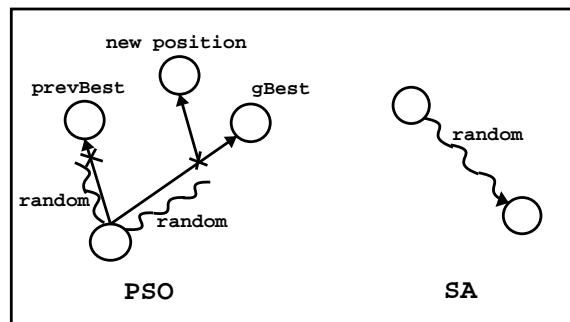 new position
prevBest
gBest
random
random
random
PSO
SA